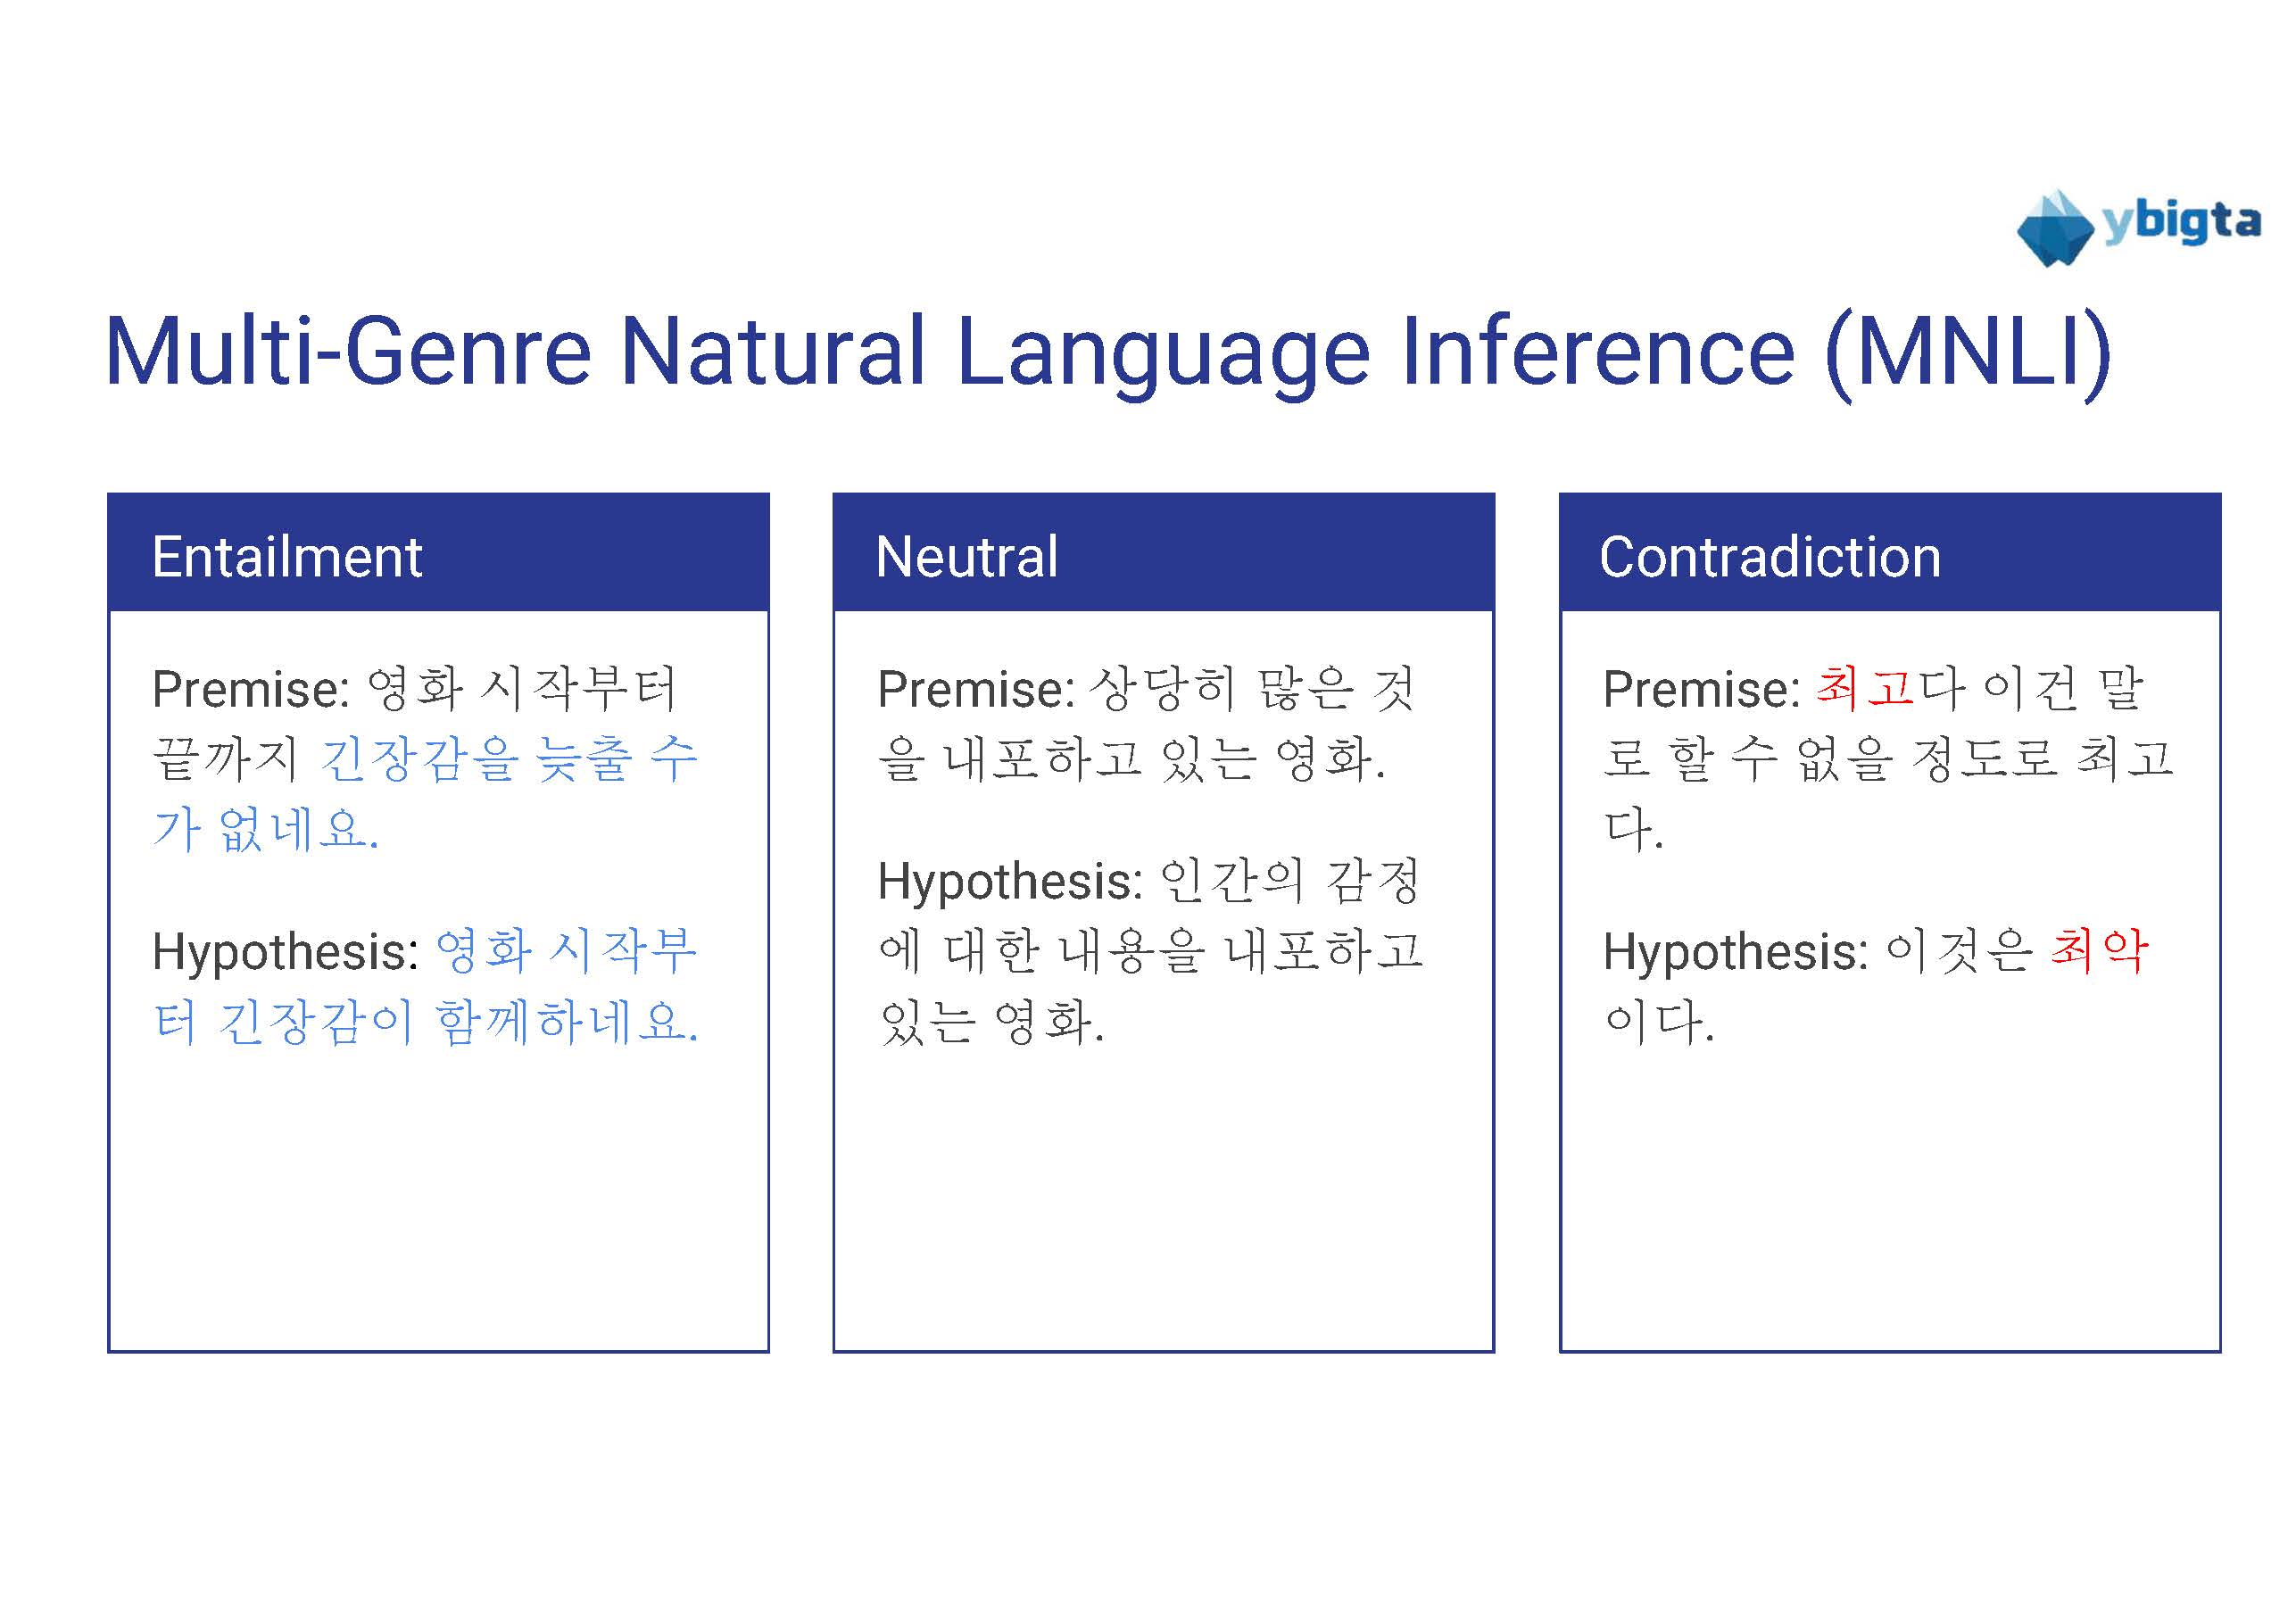 ybigta
Multi-Genre Natural Language Inference (MNLI)
Entailment
Premise: 영화 시작부터
끝까지 긴장감을 늦출 수
가 없네요.
Hypothesis: 영화 시작부
터 긴장감이 함께하네요.
Neutral
Premise: 상당히 많은 것
을 내포하고 있는 영화.
Hypothesis: 인간의 감정
에 대한 내용을 내포하고
있는 영화.
Contradiction
Premise: 최고다 이건 말
로 할 수 없을 정도로 최고
다.
Hypothesis: 이것은 최악
이다.